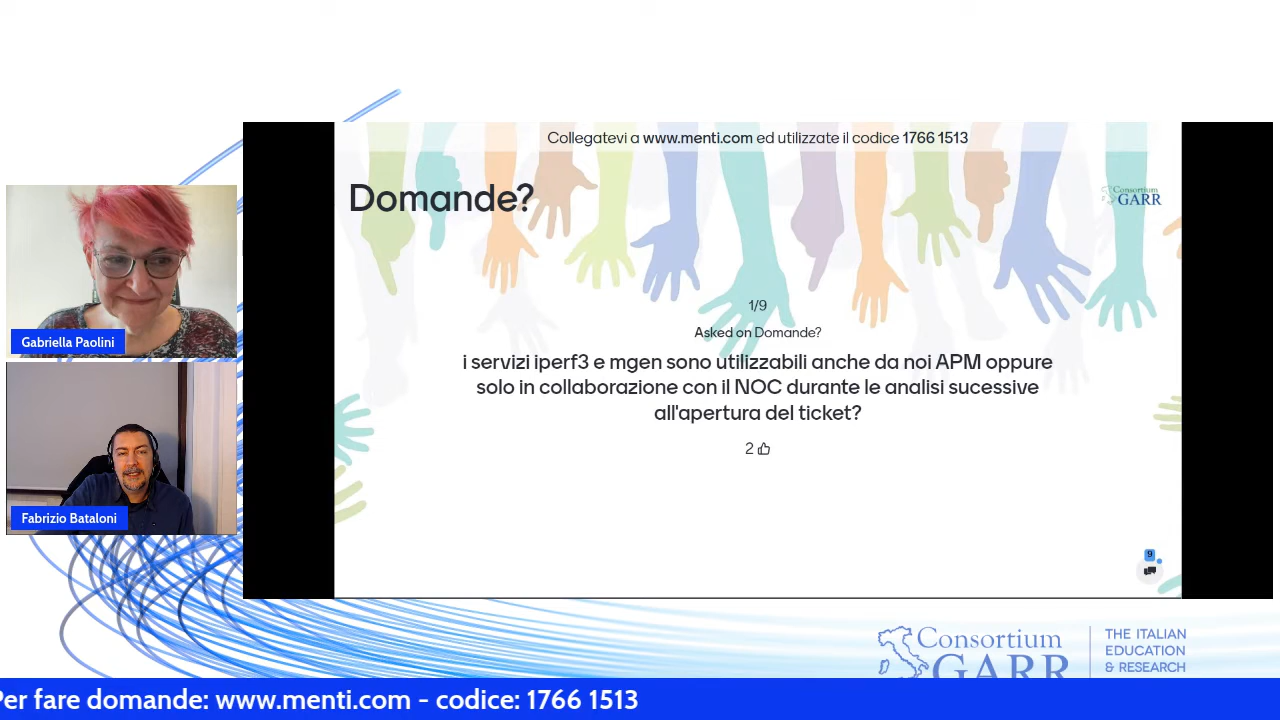 Collegatevi a www.menti.com ed utilizzate il codice 1766 1513
Domande?
Consortium
GARR
1/9
Asked on Domande?
i servizi iperf3 e mgen sono utilizzabili anche da noi APM oppure
solo in collaborazione con il NOC durante le analisi sucessive
all'apertura del ticket?
2
9
Gabriella Paolini
Fabrizio Bataloni
Consortium
GARR
THE ITALIAN
EDUCATION
& RESEARCH
Per fare domande: www.menti.com - codice: 1766 1513